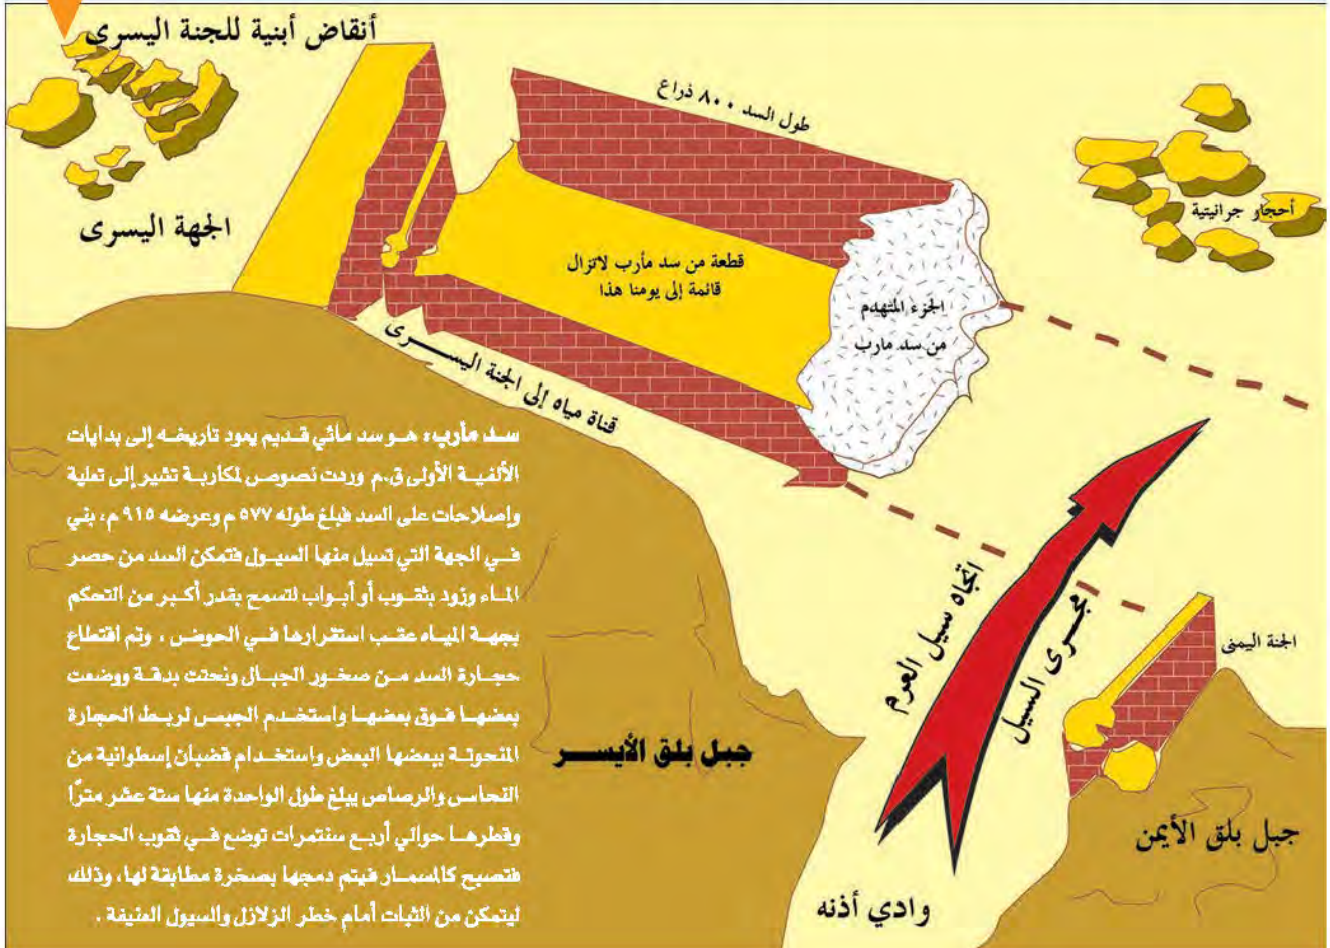 أنقاض أبنية للجنة اليسرى
طول السد ٨٠٠ ذراع
أحجار جرانيتية
الجهة اليسرى
قطعة من سد مأرب لاتزال
قائمة إلى يومنا هذا
الجزء المتهدم
من سد مارب
قناة مياه إلى الجنة اليسرى
سد مأرب، هو سد مائي قديم يعود تاريخه إلى بدايات
الألفية الأولى ق.م وردت نصوص لمكاربة تشير إلى تعلية
وإصلاحات على السد فبلغ طوله ٥٧٧ م وعرضه ٩١٥ م، بني
في الجهة التي تسيل منها السيول فتمكن السد من حصر
الماء وزود بثقوب أو أبواب لتسمح بقدر أكبر من التحكم
بجهة المياه عقب استقرارها في الحوض ، وتم اقتطاع
حجارة السد من صخور الجبال ونحتت بدقة ووضعت
بعضها فوق بعضها واستخدم الجبس لربط الحجارة
المنحوتة ببعضها البعض واستخدام قضبان إسطوانية من
النحاس والرصاص يبلغ طول الواحدة منها ستة عشر مترًا
وقطرها حوالي أربع سنتمرات توضع في ثقوب الحجارة
فتصبح كالمسمار فيتم دمجها بصخرة مطابقة لها، وذلك
ليتمكن من الثبات أمام خطر الزلازل والسيول العنيفة .
اتجاه سيل العرم
مجرى السيل
الجنة اليمنى
جبل بلق الأيسر
جبل بلق الأيمن
وادي أذنه